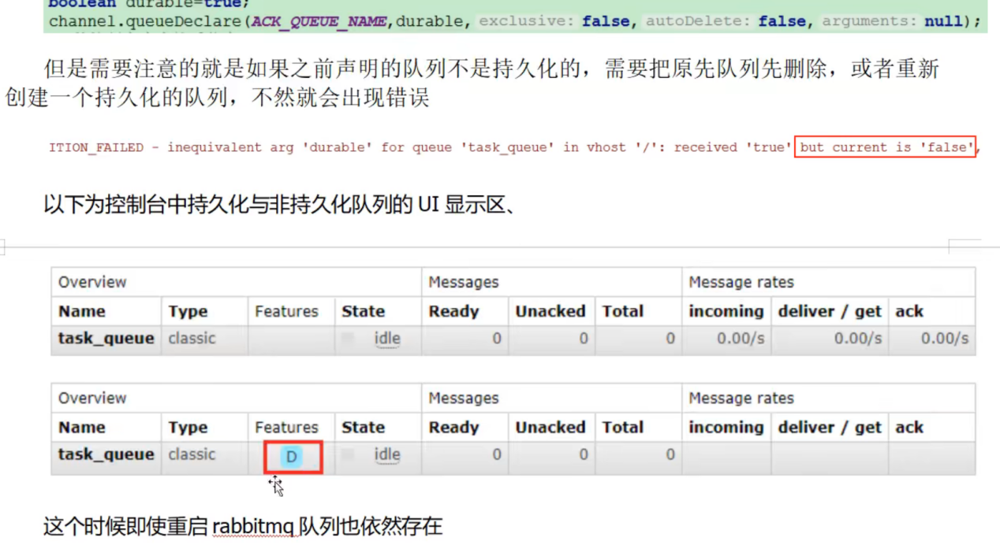 boolean durable=true;
channel.queueDeclare(ACK_QUEUE_NAME,durable, exclusive: false, autoDelete: false, arguments: null);
但是需要注意的就是如果之前声明的队列不是持久化的，需要把原先队列先删除，或者重新
创建一个持久化的队列，不然就会出现错误
ITION_FAILED - inequivalent arg 'durable' for queue 'task_queue' in vhost '/': received 'true' but current is 'false',
以下为控制台中持久化与非持久化队列的 UI 显示区、
Overview Messages Message rates
Name Type Features State Ready Unacked Total incoming deliver / get ack
task_queue classic idle 0 0 0 0.00/s 0.00/s 0.00/s
Overview Messages Message rates
Name Type Features State Ready Unacked Total incoming deliver / get ack
task_queue classic D idle 0 0 0
这个时候即使重启 rabbitmq 队列也依然存在